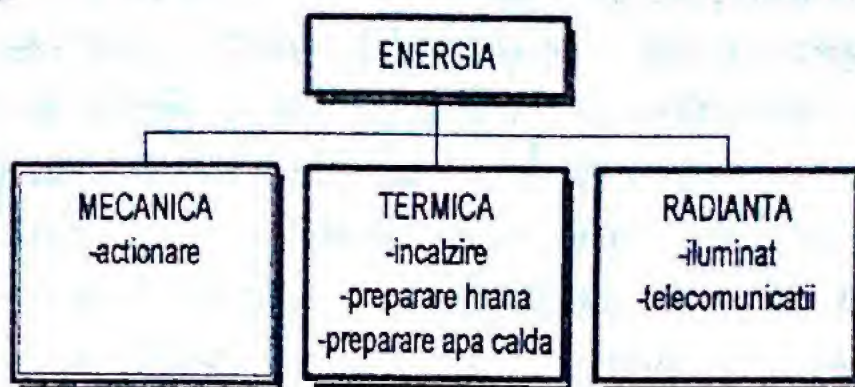 ENERGIA
MECANICA
-actionare
TERMICA
-incalzire
-preparare hrana
-preparare apa calda
RADIANTA
-iluminat
-telecomunicatii